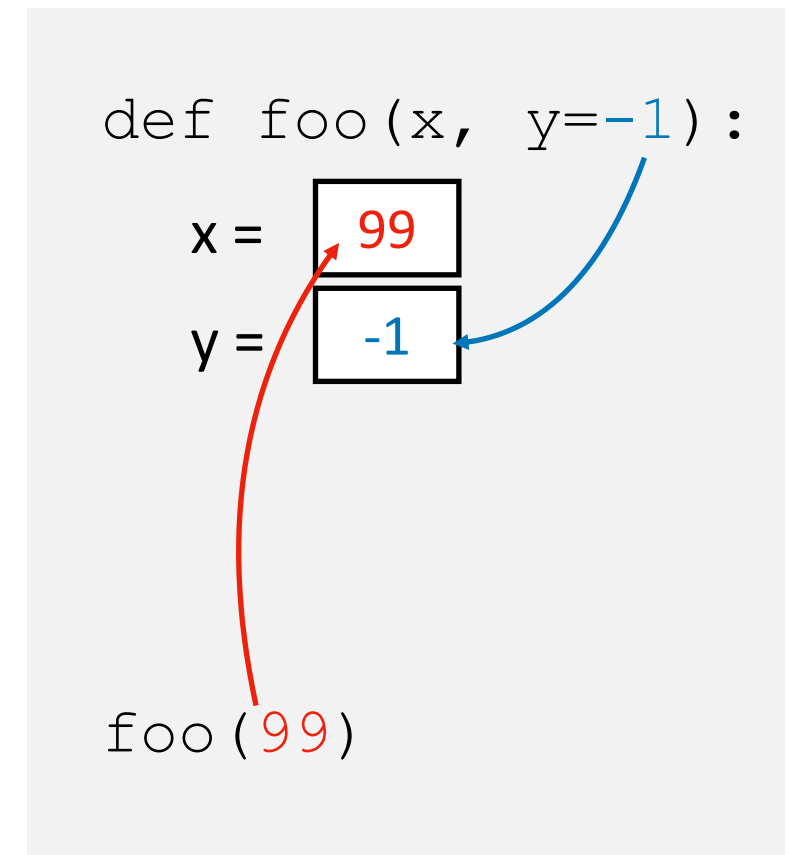 def foo(x, y=-1):
x = 99
y = -1
foo(99)